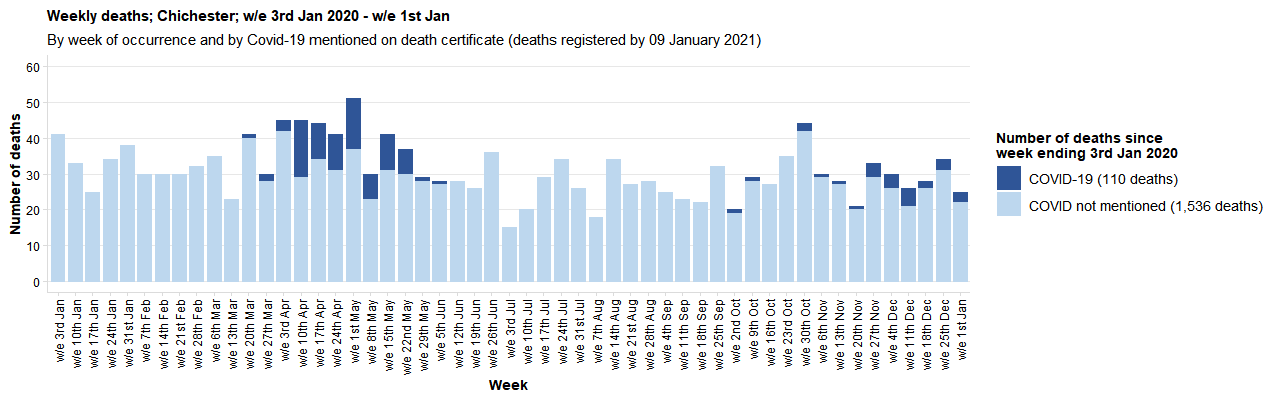 Weekly deaths; Chichester; w/e 3rd Jan 2020 - w/e 1st Jan
By week of occurrence and by Covid-19 mentioned on death certificate (deaths registered by 09 January 2021)
Number of deaths
60
50
40
30
20
10
0
w/e 3rd Jan
w/e 10th Jan
w/e 17th Jan
w/e 24th Jan
w/e 31st Jan
w/e 7th Feb
w/e 14th Feb
w/e 21st Feb
w/e 28th Feb
w/e 6th Mar
w/e 13th Mar
w/e 20th Mar
w/e 27th Mar
w/e 3rd Apr
w/e 10th Apr
w/e 17th Apr
w/e 24th Apr
w/e 1st May
w/e 8th May
w/e 15th May
w/e 22nd May
w/e 29th May
w/e 5th Jun
w/e 12th Jun
w/e 19th Jun
w/e 26th Jun
w/e 3rd Jul
w/e 10th Jul
w/e 17th Jul
w/e 24th Jul
w/e 31st Jul
w/e 7th Aug
w/e 14th Aug
w/e 21st Aug
w/e 28th Aug
w/e 4th Sep
w/e 11th Sep
w/e 18th Sep
w/e 25th Sep
w/e 2nd Oct
w/e 9th Oct
w/e 16th Oct
w/e 23rd Oct
w/e 30th Oct
w/e 6th Nov
w/e 13th Nov
w/e 20th Nov
w/e 27th Nov
w/e 4th Dec
w/e 11th Dec
w/e 18th Dec
w/e 25th Dec
w/e 1st Jan
Week
Number of deaths since
week ending 3rd Jan 2020
COVID-19 (110 deaths)
COVID not mentioned (1,536 deaths)